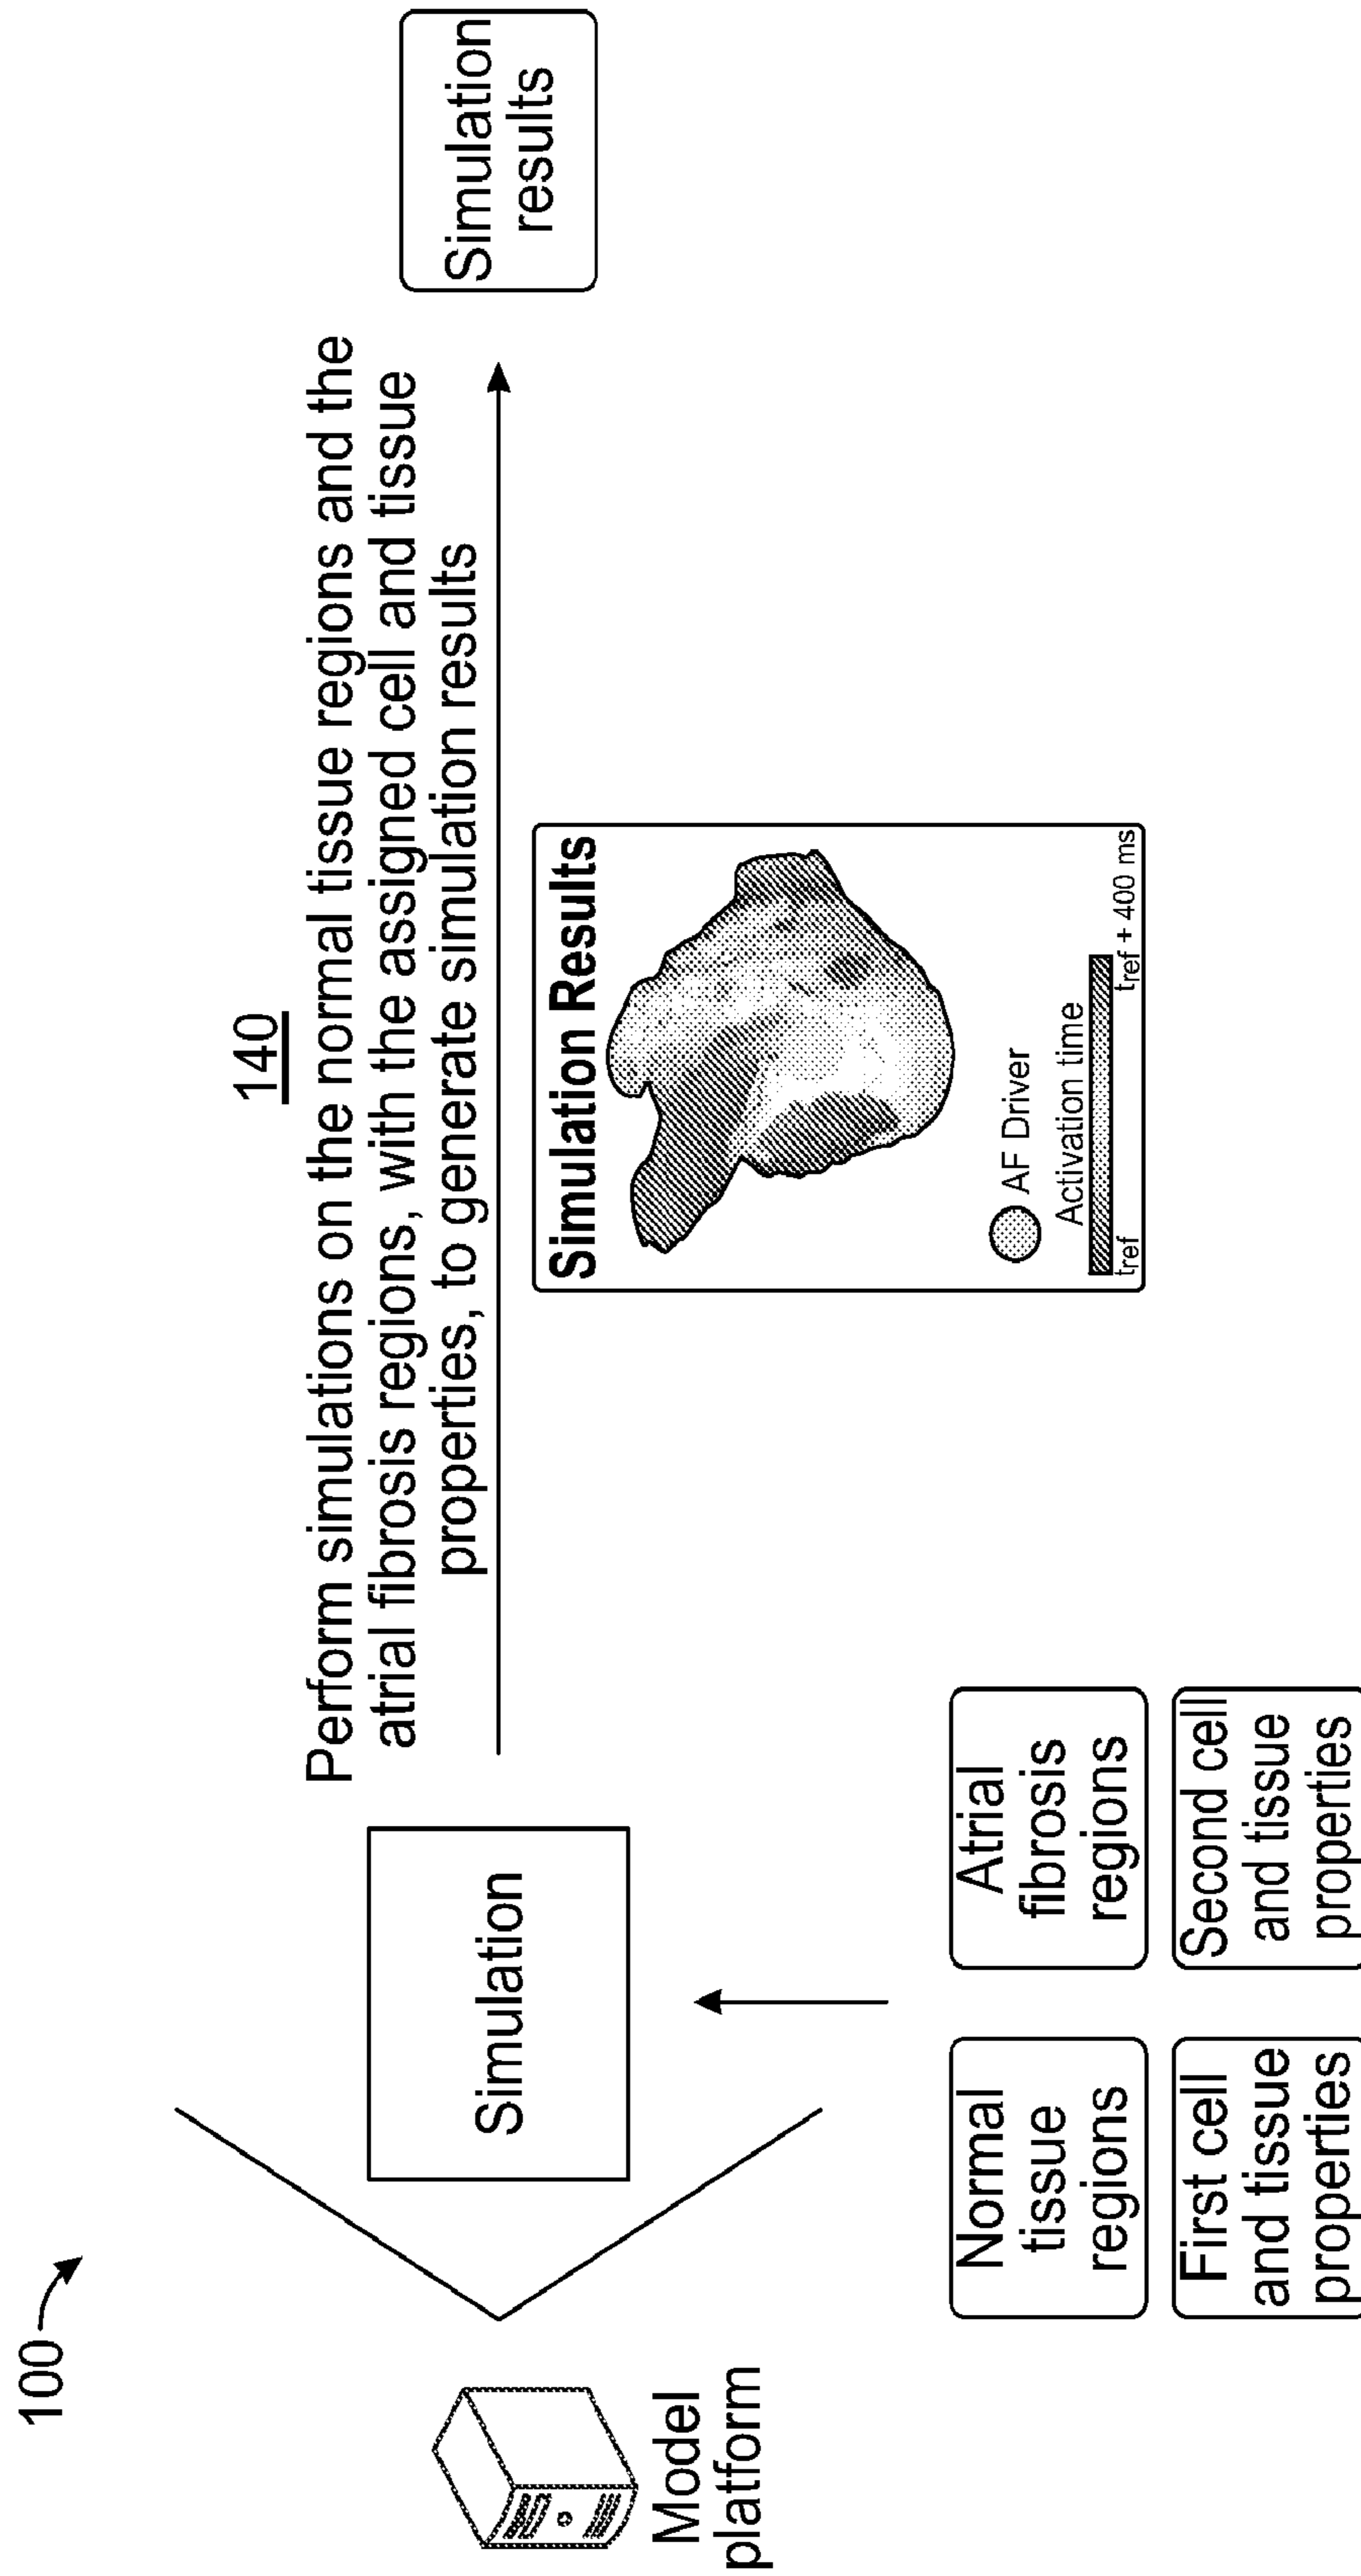 100
140
Perform simulations on the normal tissue regions and the
atrial fibrosis regions, with the assigned cell and tissue
properties, to generate simulation results
Model
platform
Simulation
Simulation
results
Simulation Results
AF Driver
Activation time
tref
tref + 400 ms
Normal
tissue
regions
Atrial
fibrosis
regions
First cell
and tissue
properties
Second cell
and tissue
properties